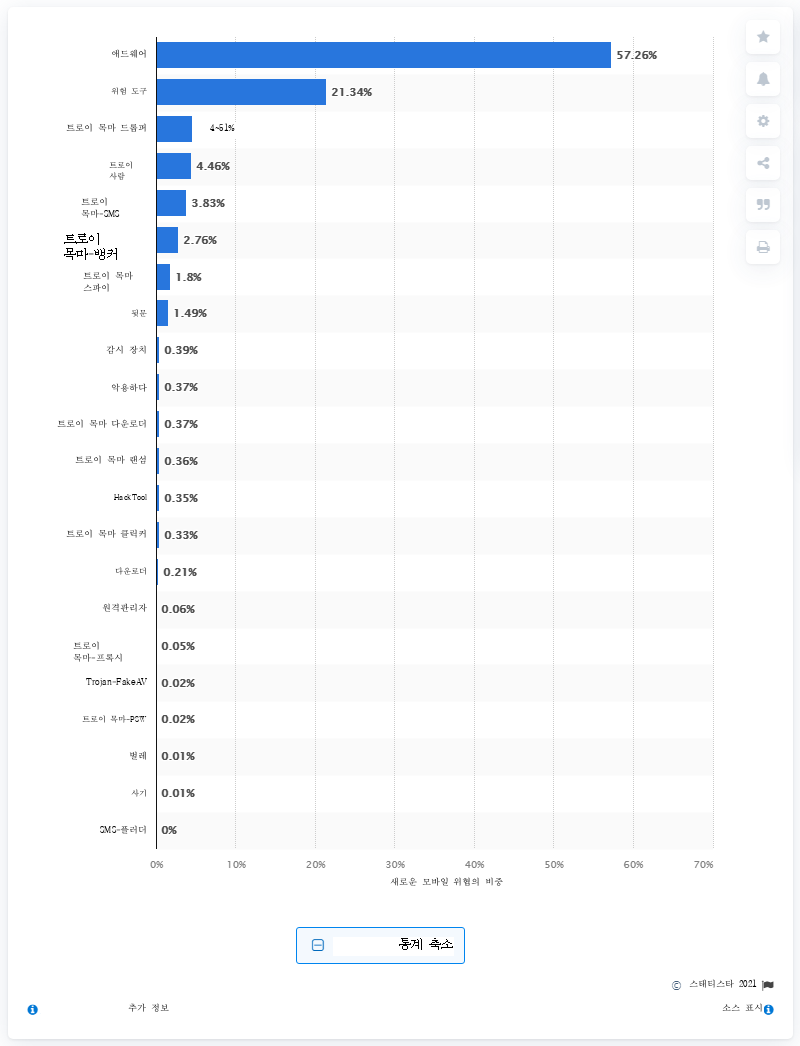 애드웨어
57.26%
위험 도구
21.34%
트로이 목마 드롭퍼
4~51%
트로이
사람
4.46%
트로이
목마-SMS
3.83%
트로이
목마-뱅커
2.76%
트로이 목마
스파이
1.8%
뒷문
1.49%
감시 장치
0.39%
악용하다
0.37%
트로이 목마 다운로더
0.37%
트로이 목마 랜섬
0.36%
HackTool
0.35%
트로이 목마 클릭커
0.33%
다운로더
0.21%
원격관리자
0.06%
트로이
목마-프록시
0.05%
Trojan-FakeAV
0.02%
트로이 목마-PSW
0.02%
벌레
0.01%
사기
0.01%
SMS-플러더
0%
0% 10% 20% 30% 40% 50% 60% 70%
새로운 모바일 위협의 비중
통계 축소
© 스태티스타 2021
추가 정보
소스 표시